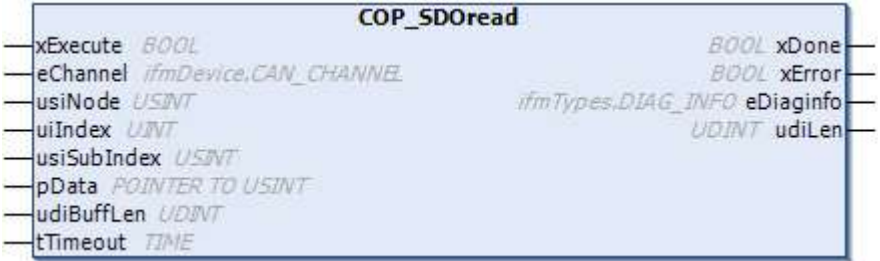 COP_SDOread
xExecute BOOL BOOL xDone
eChannel ifmDevice.CAN_CHANNEL BOOL xError
usiNode USINT ifmTypes.DIAG_INFO eDiaginfo
uiIndex UINT UDINT udiLen
usiSubIndex USINT
pData POINTER TO USINT
udiBuffLen UDINT
tTimeout TIME